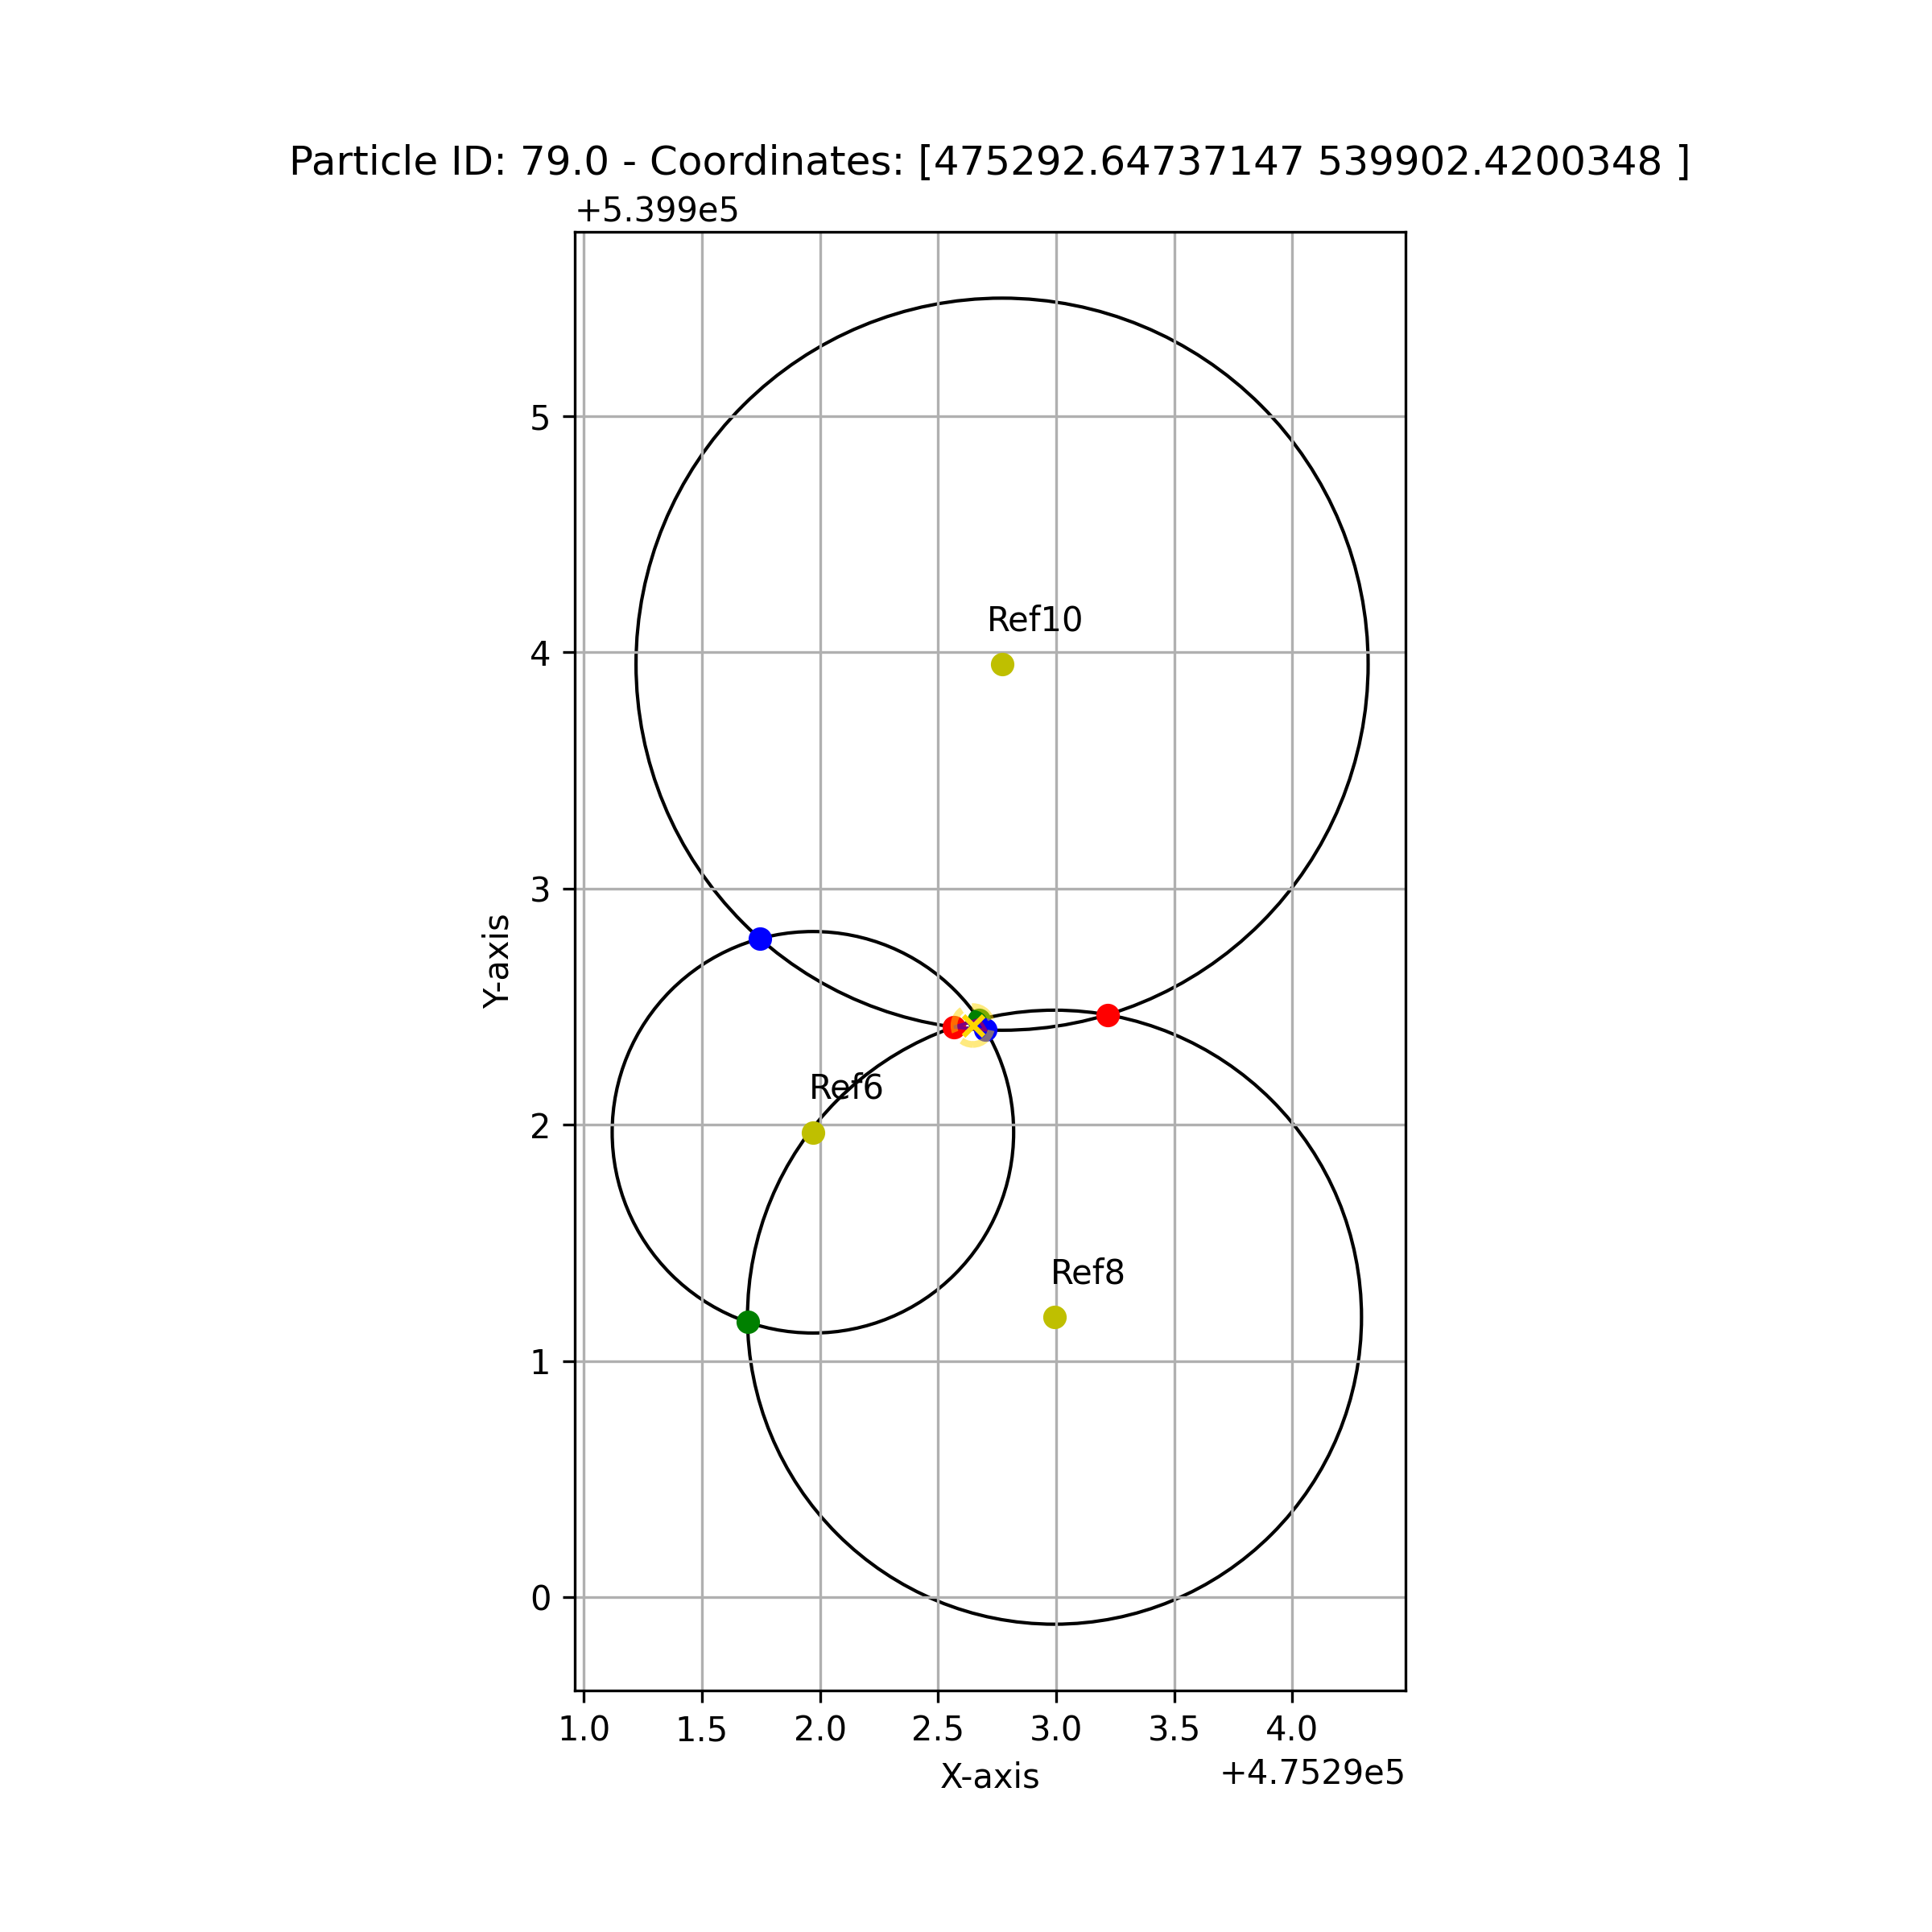 Particle ID: 79.0 - Coordinates: [475292.64737147 539902.4200348 ]
+5.399e5
5
Ref10
4
3
Y-axis
Ref6
2
Ref8
1
0
1.0 1.5 2.0 2.5 3.0 3.5 4.0
X-axis
+4.7529e5